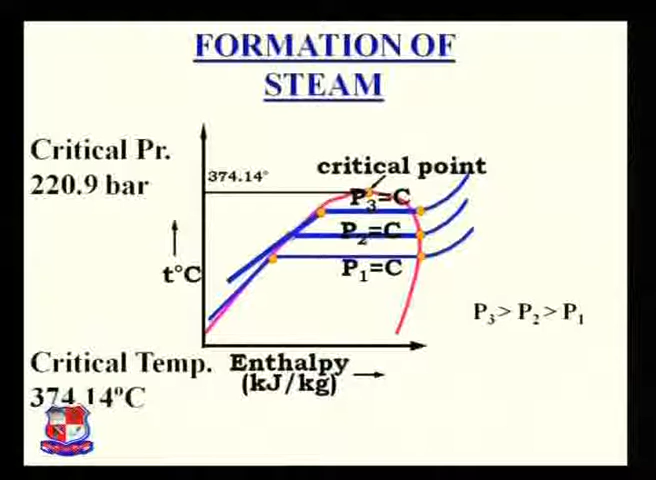 FORMATION OF
STEAM
Critical Pr.
220.9 bar
374.14°
critical point
P3=C
P2=C
P1=C
t°C
P3> P2> P1
Critical Temp.
374.14°C
Enthalpy
(kJ/kg)